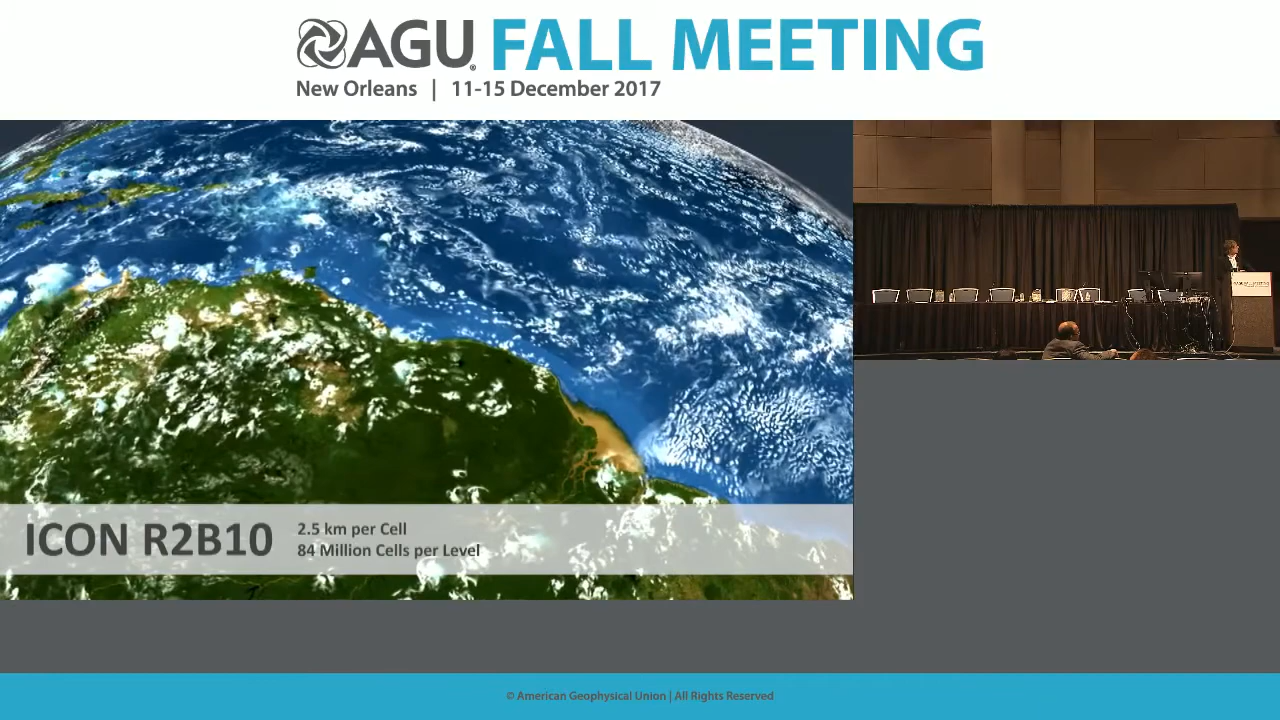 AGU FALL MEETING
New Orleans | 11-15 December 2017
ICON R2B10
2.5 km per Cell
84 Million Cells per Level
© American Geophysical Union | All Rights Reserved